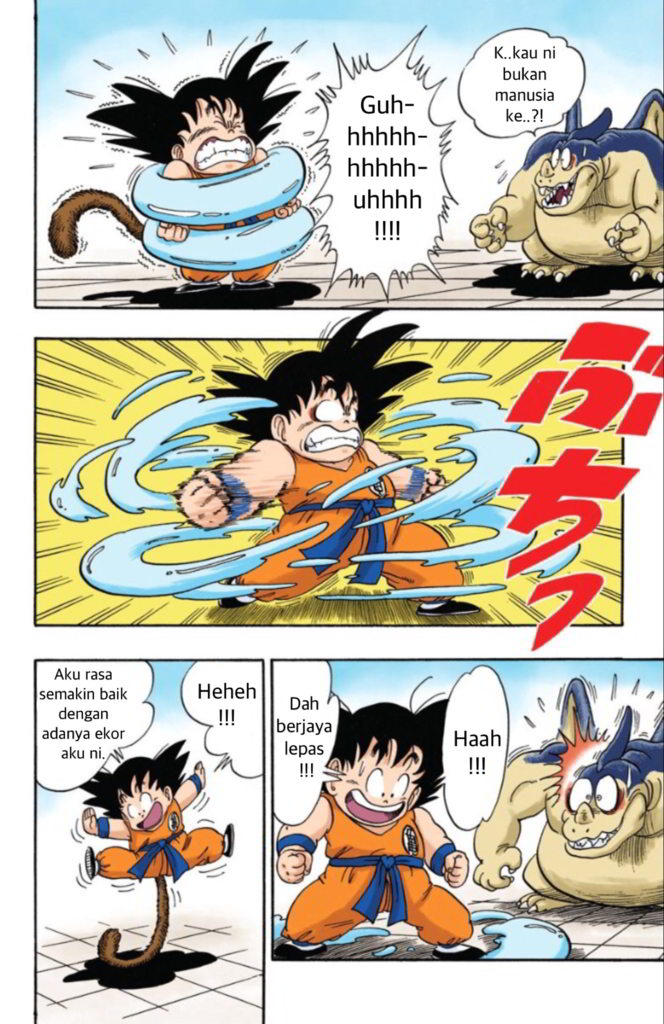 K..kau ni
bukan
manusia
ke..?!
Guh-
hhhhh-
hhhhh-
uhhhh
!!!!
ぶちっ
Haah
!!!
Dah
berjaya
lepas
!!!
Heheh
!!!
Aku rasa
semakin baik
dengan
adanya ekor
aku ni.